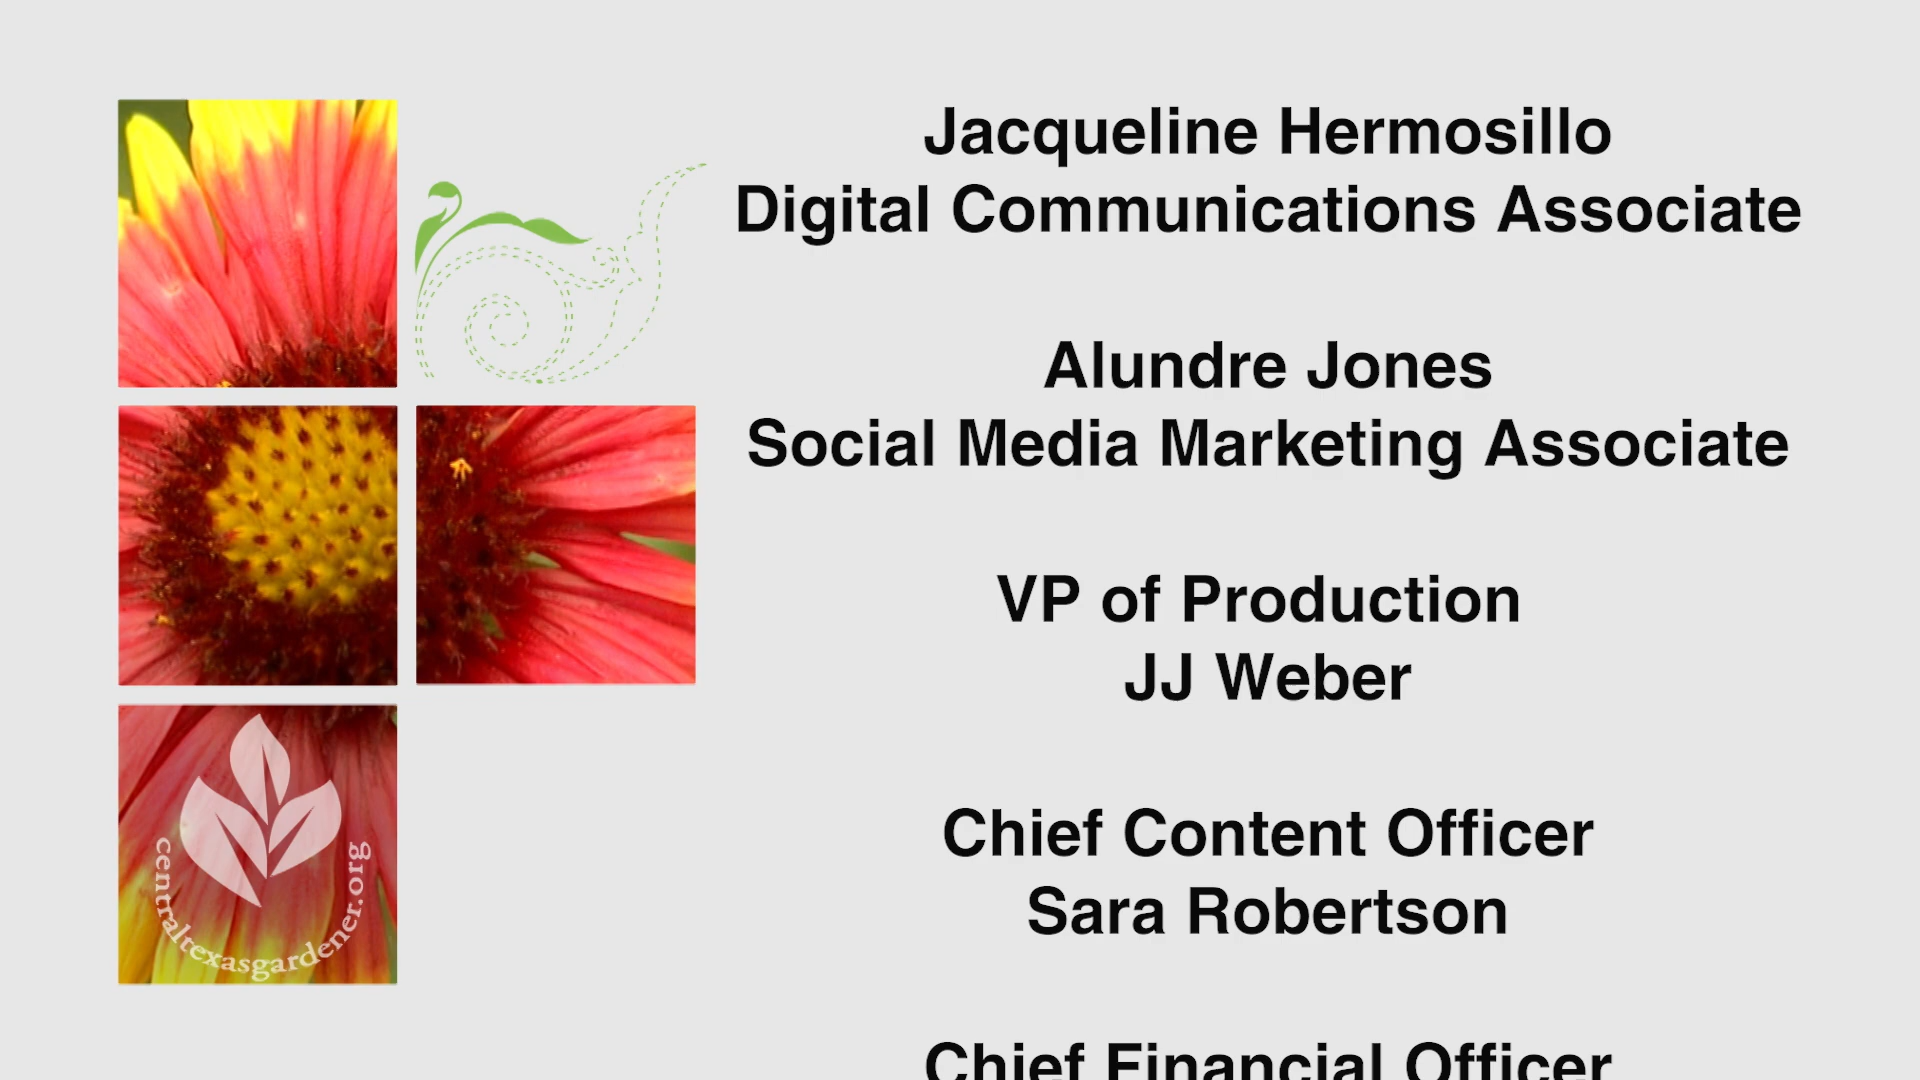 Jacqueline Hermosillo
Digital Communications Associate
Alundre Jones
Social Media Marketing Associate
VP of Production
JJ Weber
Chief Content Officer
Sara Robertson
Chief Financial Officer
centraltexasgardener.org